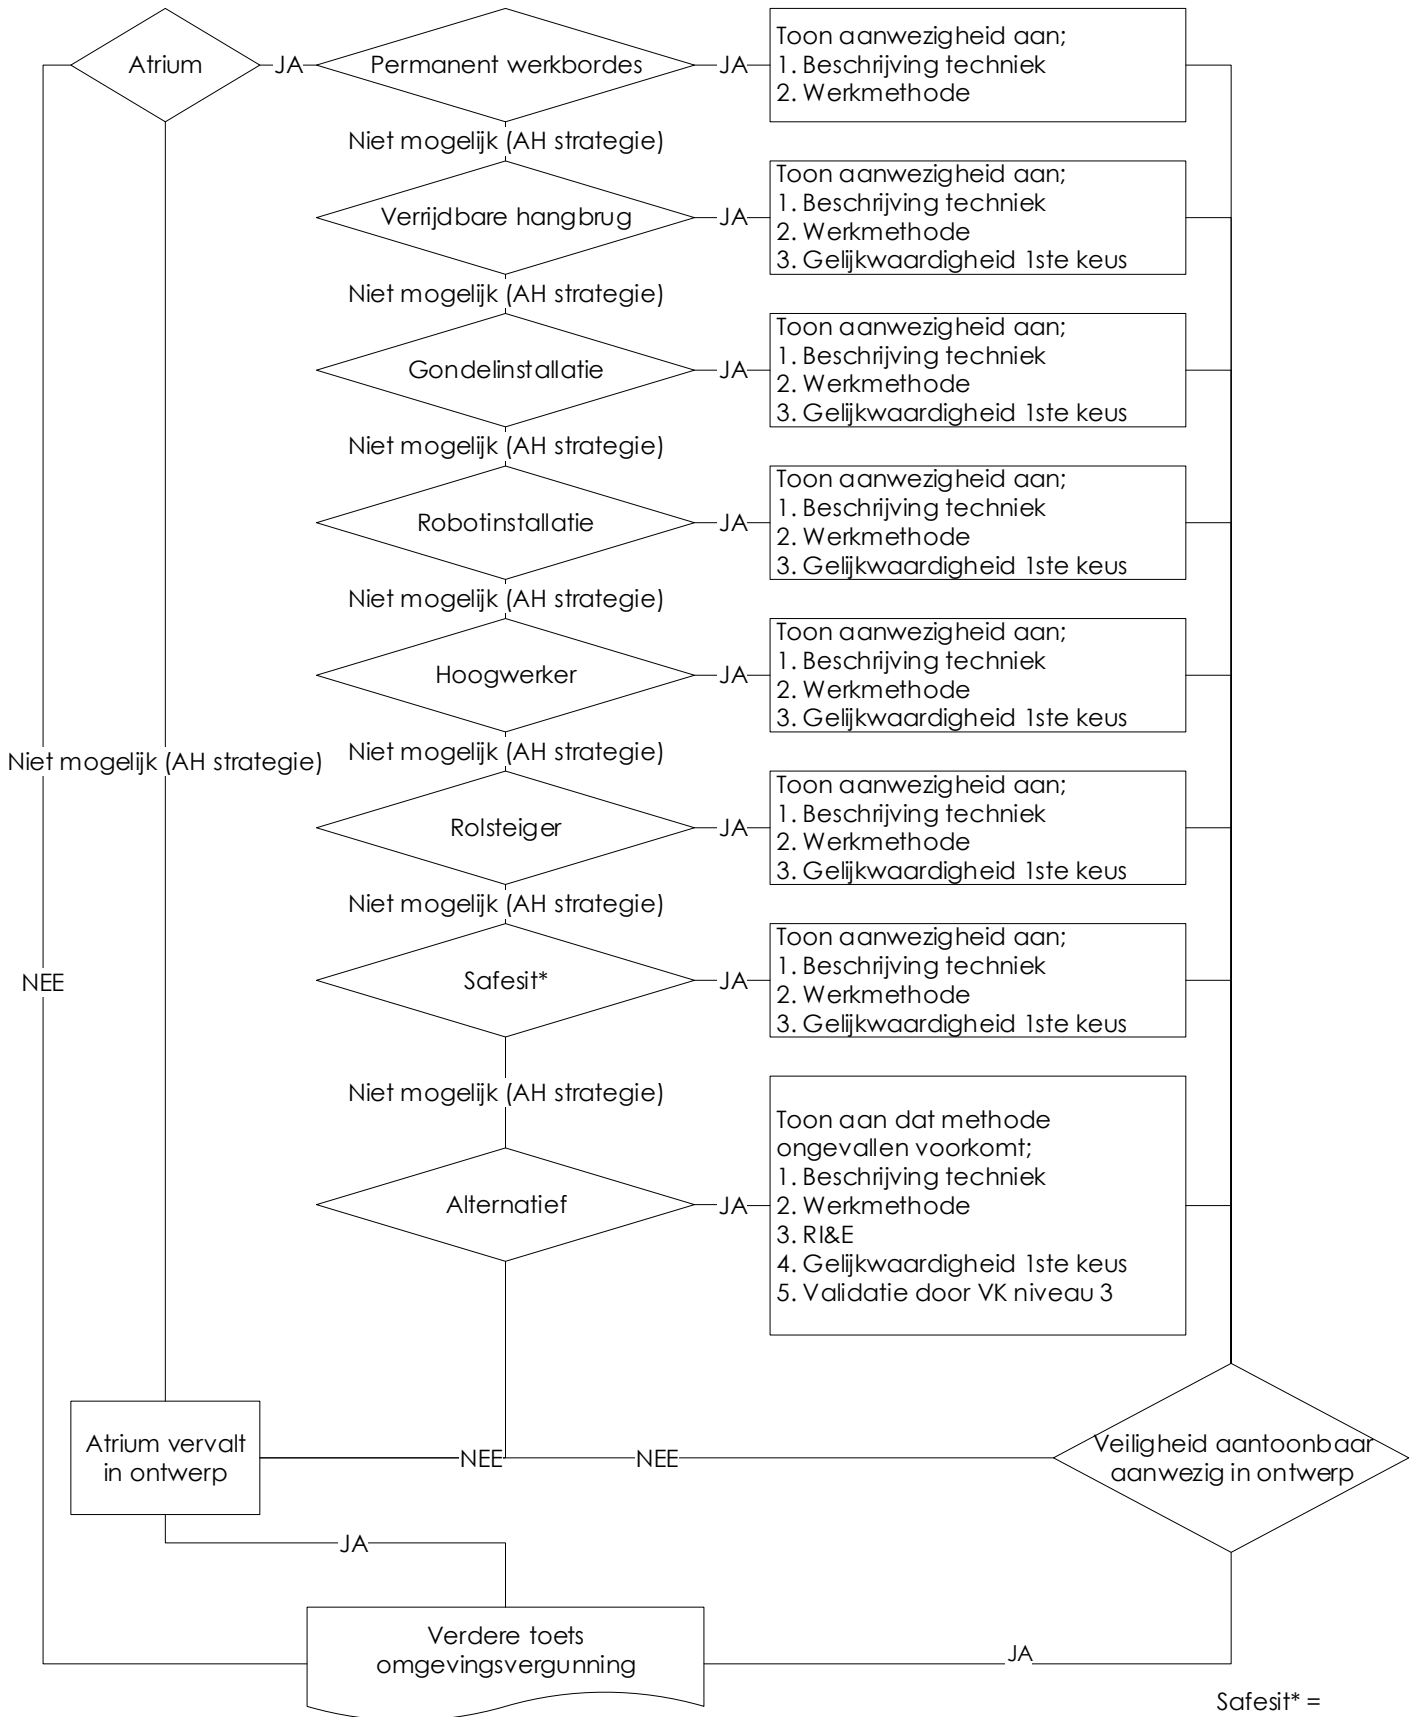 Atrium
JA
Permanent werkbordes
JA
Toon aanwezigheid aan;
1. Beschrijving techniek
2. Werkmethode
Niet mogelijk (AH strategie)
Verrijdbare hangbrug
JA
Toon aanwezigheid aan;
1. Beschrijving techniek
2. Werkmethode
3. Gelijkwaardigheid 1ste keus
Niet mogelijk (AH strategie)
Gondelinstallatie
JA
Toon aanwezigheid aan;
1. Beschrijving techniek
2. Werkmethode
3. Gelijkwaardigheid 1ste keus
Niet mogelijk (AH strategie)
Robotinstallatie
JA
Toon aanwezigheid aan;
1. Beschrijving techniek
2. Werkmethode
3. Gelijkwaardigheid 1ste keus
Niet mogelijk (AH strategie)
Hoogwerker
JA
Toon aanwezigheid aan;
1. Beschrijving techniek
2. Werkmethode
3. Gelijkwaardigheid 1ste keus
Niet mogelijk (AH strategie)
Niet mogelijk (AH strategie)
Rolsteiger
JA
Toon aanwezigheid aan;
1. Beschrijving techniek
2. Werkmethode
3. Gelijkwaardigheid 1ste keus
Niet mogelijk (AH strategie)
NEE
Safesit*
JA
Toon aanwezigheid aan;
1. Beschrijving techniek
2. Werkmethode
3. Gelijkwaardigheid 1ste keus
Niet mogelijk (AH strategie)
Alternatief
JA
Toon aan dat methode
ongevallen voorkomt;
1. Beschrijving techniek
2. Werkmethode
3. RI&E
4. Gelijkwaardigheid 1ste keus
5. Validatie door VK niveau 3
Atrium vervalt
in ontwerp
NEE
NEE
Veiligheid aantoonbaar
aanwezig in ontwerp
JA
Verdere toets
omgevingsvergunning
JA
Safesit* =